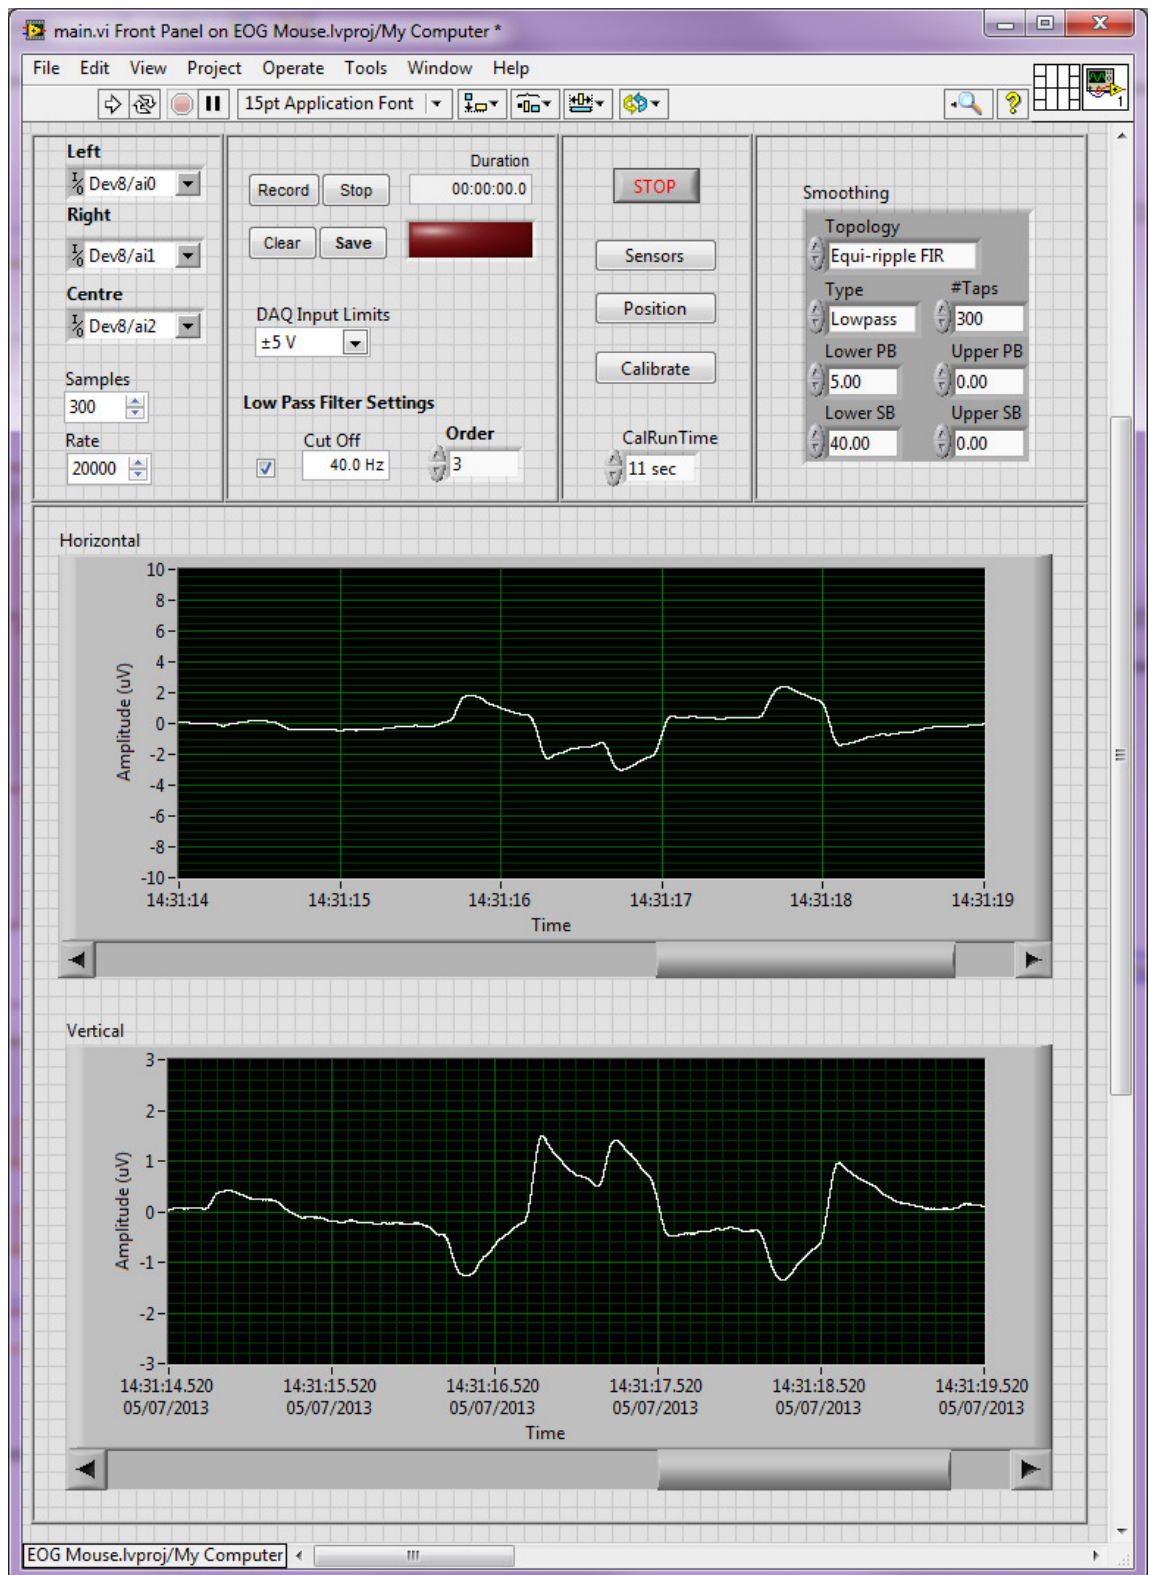 main.vi Front Panel on EOG Mouse.lvproj/My Computer *
File Edit View Project Operate Tools Window Help
15pt Application Font
1
Left
Dev8/ai0
Right
Dev8/ai1
Centre
Dev8/ai2
Samples
300
Rate
20000
Duration
Record Stop 00:00:00.0
Clear Save
DAQ Input Limits
±5 V
Low Pass Filter Settings
Cut Off Order
40.0 Hz 3
STOP
Sensors
Position
Calibrate
CalRunTime
11 sec
Smoothing
Topology
Equi-ripple FIR
Type #Taps
Lowpass 300
Lower PB Upper PB
5.00 0.00
Lower SB Upper SB
40.00 0.00
Horizontal
Amplitude (uV)
10
8
6
4
2
0
-2
-4
-6
-8
-10
14:31:14 14:31:15 14:31:16 14:31:17 14:31:18 14:31:19
Time
Vertical
Amplitude (uV)
3
2
1
0
-1
-2
-3
14:31:14.520 14:31:15.520 14:31:16.520 14:31:17.520 14:31:18.520 14:31:19.520
05/07/2013 05/07/2013 05/07/2013 05/07/2013 05/07/2013 05/07/2013
Time
EOG Mouse.lvproj/My Computer